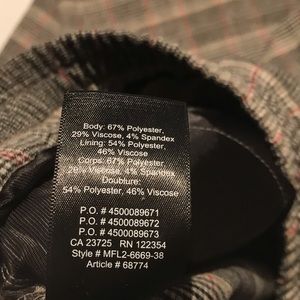 Body: 67% Polyester,
29% Viscose, 4% Spandex
Lining: 54% Polyester,
46% Viscose
Corps: 67% Polyester,
29% Viscose, 4% Spandex
Doublure:
54% Polyester, 46% Viscose
P.O. # 4500089671
P.O. # 4500089672
P.O. # 4500089673
CA 23725 RN 122354
Style # MFL2-6669-38
Article # 68774